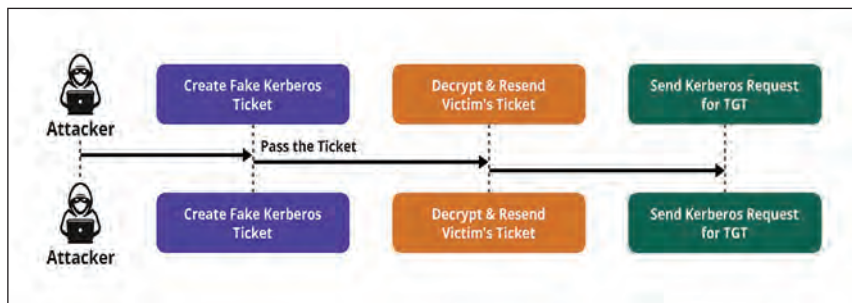 Create Fake Kerberos
Ticket
Decrypt & Resend
Victim's Ticket
Send Kerberos Request
for TGT
Attacker
Pass the Ticket
Create Fake Kerberos
Ticket
Decrypt & Resend
Victim's Ticket
Send Kerberos Request
for TGT
Attacker